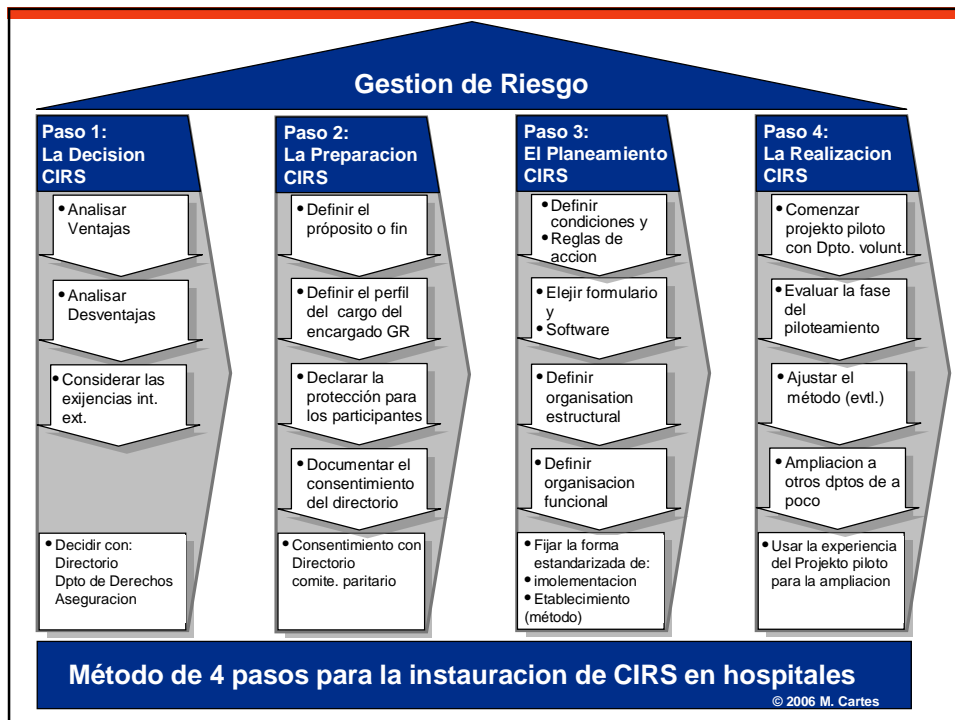 Gestion de Riesgo
Paso 1:
La Decision
CIRS
• Analisar
Ventajas
• Analisar
Desventajas
• Considerar las
exijencias int.
ext.
• Decidir con:
Directorio
Dpto de Derechos
Aseguracion
Paso 2:
La Preparacion
CIRS
• Definir el
próposito o fin
• Definir el perfil
del cargo del
encargado GR
• Declarar la
protección para
los participantes
• Documentar el
consentimiento
del directorio
• Consentimiento con
Directorio
comite. paritario
Paso 3:
El Planeamiento
CIRS
• Definir
condiciones y
• Reglas de
accion
• Elejir formulario
y
• Software
• Definir
organisation
estructural
• Definir
organisacion
funcional
• Fijar la forma
estandarizada de:
• imolementacion
• Etablecimiento
(método)
Paso 4:
La Realizacion
CIRS
• Comenzar
projekto piloto
con Dpto. volunt.
• Evaluar la fase
del
piloteamiento
• Ajustar el
método (evtl.)
• Ampliacion a
otros dptos de a
poco
• Usar la experiencia
del Projekto piloto
para la ampliacion
Método de 4 pasos para la instauracion de CIRS en hospitales
© 2006 M. Cartes